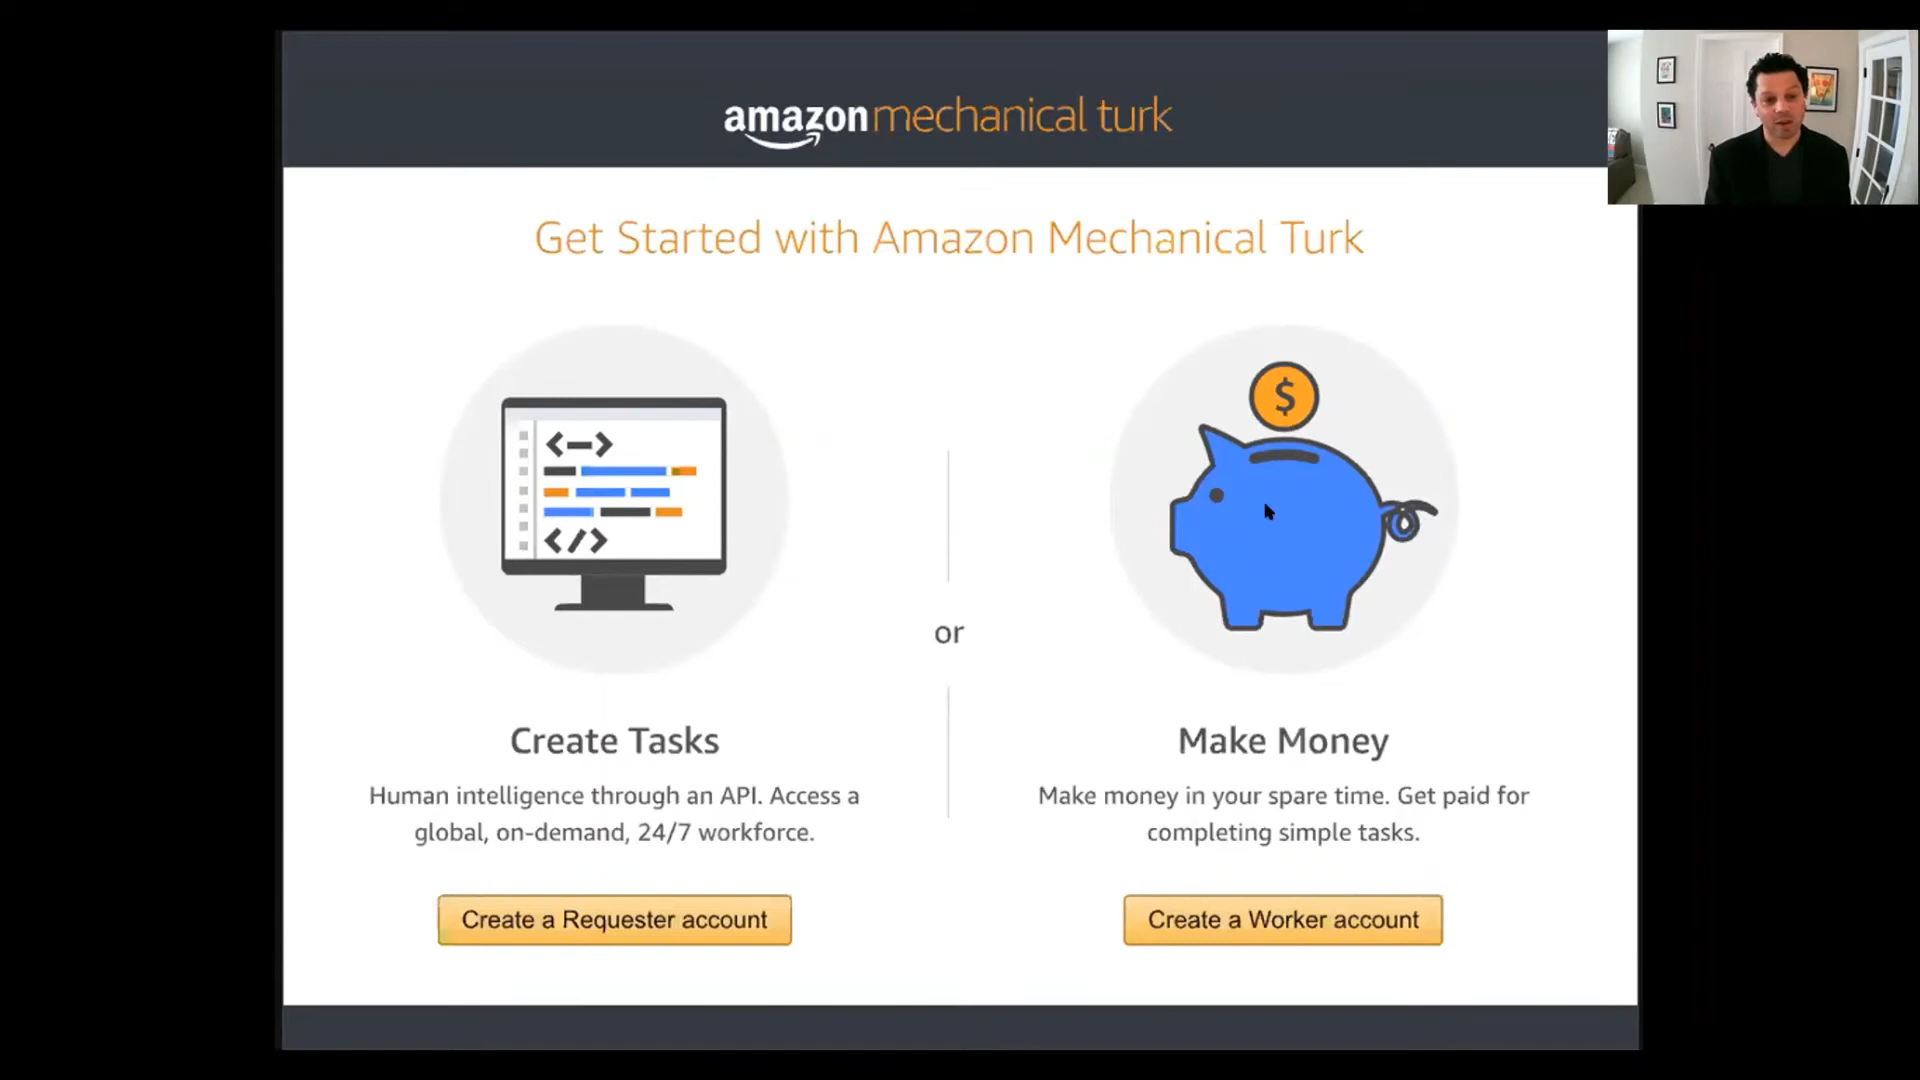 amazon mechanical turk
Get Started with Amazon Mechanical Turk
<->
</>
$
or
Create Tasks
Human intelligence through an API. Access a
global, on-demand, 24/7 workforce.
Create a Requester account
Make Money
Make money in your spare time. Get paid for
completing simple tasks.
Create a Worker account